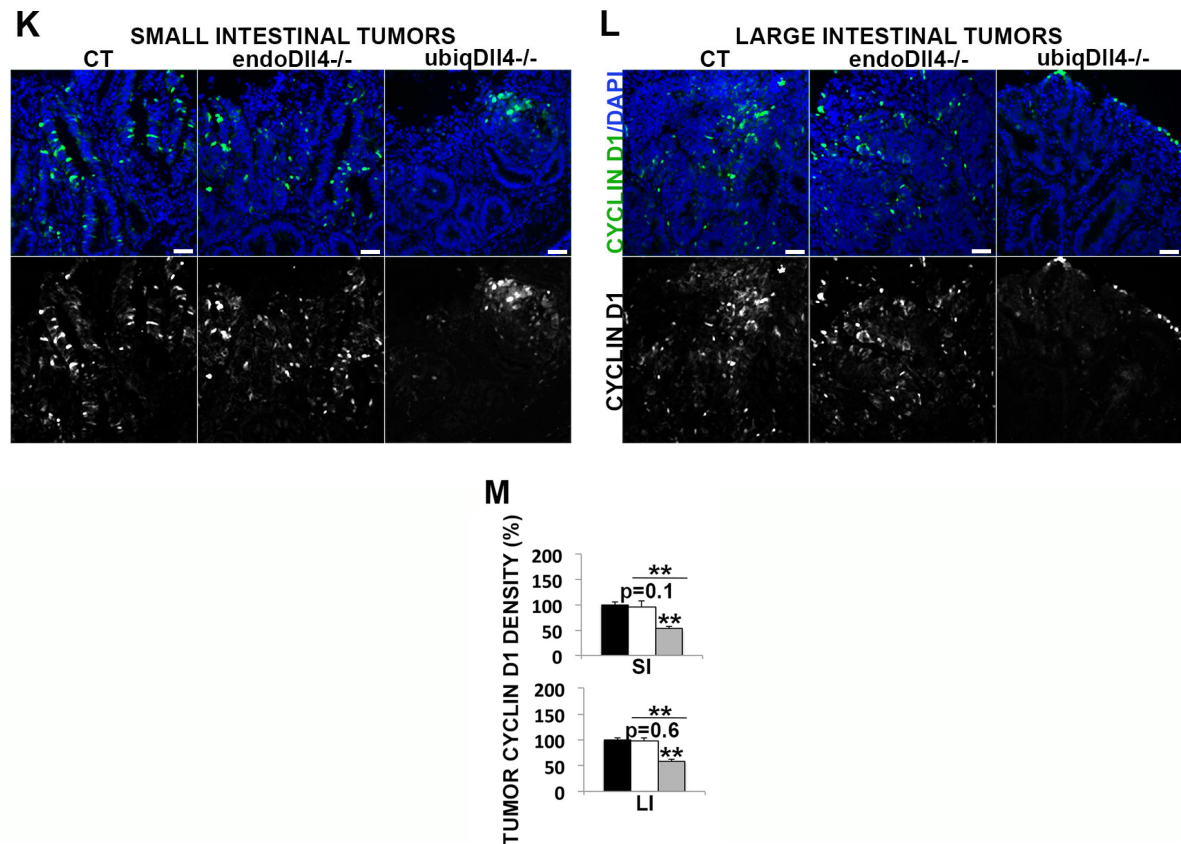 K
SMALL INTESTINAL TUMORS
CT endoDll4-/- ubiqDll4-/-
L
LARGE INTESTINAL TUMORS
CT endoDll4-/- ubiqDll4-/-
CYCLIN D1/DAPI
CYCLIN D1
M
TUMOR CYCLIN D1 DENSITY (%)
200
150
100
50
0
**
p=0.1
**
SI
200
150
100
50
0
**
p=0.6
**
LI